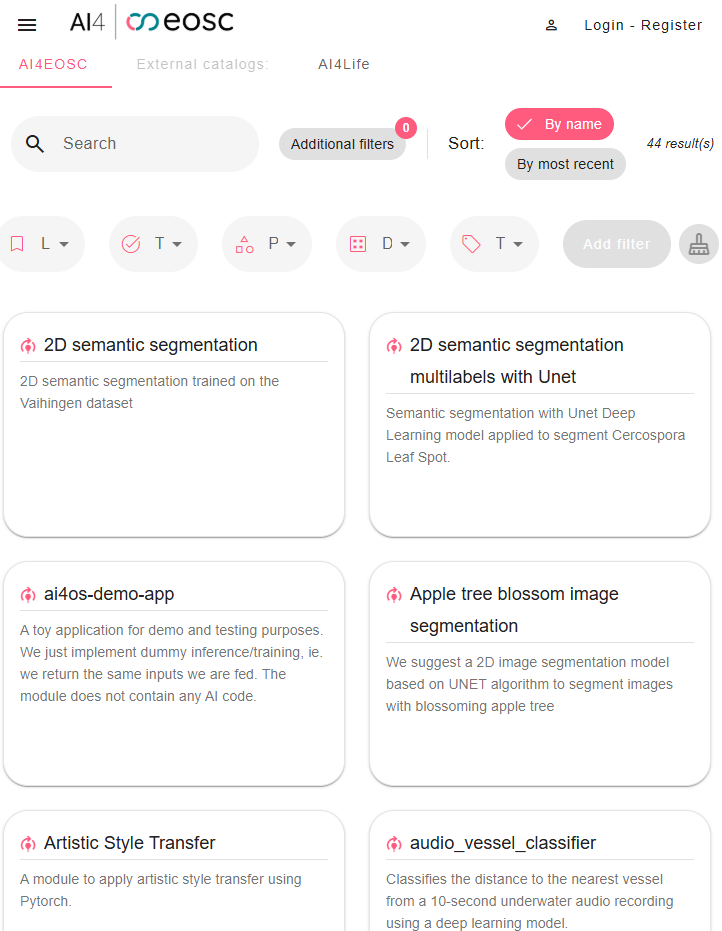 AI4 eosc
Login - Register
AI4EOSC External catalogs: AI4Life
Search
Additional filters
0
Sort:
By name
By most recent
44 result(s)
L T P D T Add filter
2D semantic segmentation
2D semantic segmentation trained on the
Vaihingen dataset
2D semantic segmentation
multilabels with Unet
Semantic segmentation with Unet Deep
Learning model applied to segment Cercospora
Leaf Spot.
ai4os-demo-app
A toy application for demo and testing purposes.
We just implement dummy inference/training, ie.
we return the same inputs we are fed. The
module does not contain any AI code.
Apple tree blossom image
segmentation
We suggest a 2D image segmentation model
based on UNET algorithm to segment images
with blossoming apple tree
Artistic Style Transfer
A module to apply artistic style transfer using
Pytorch.
audio_vessel_classifier
Classifies the distance to the nearest vessel
from a 10-second underwater audio recording
using a deep learning model.